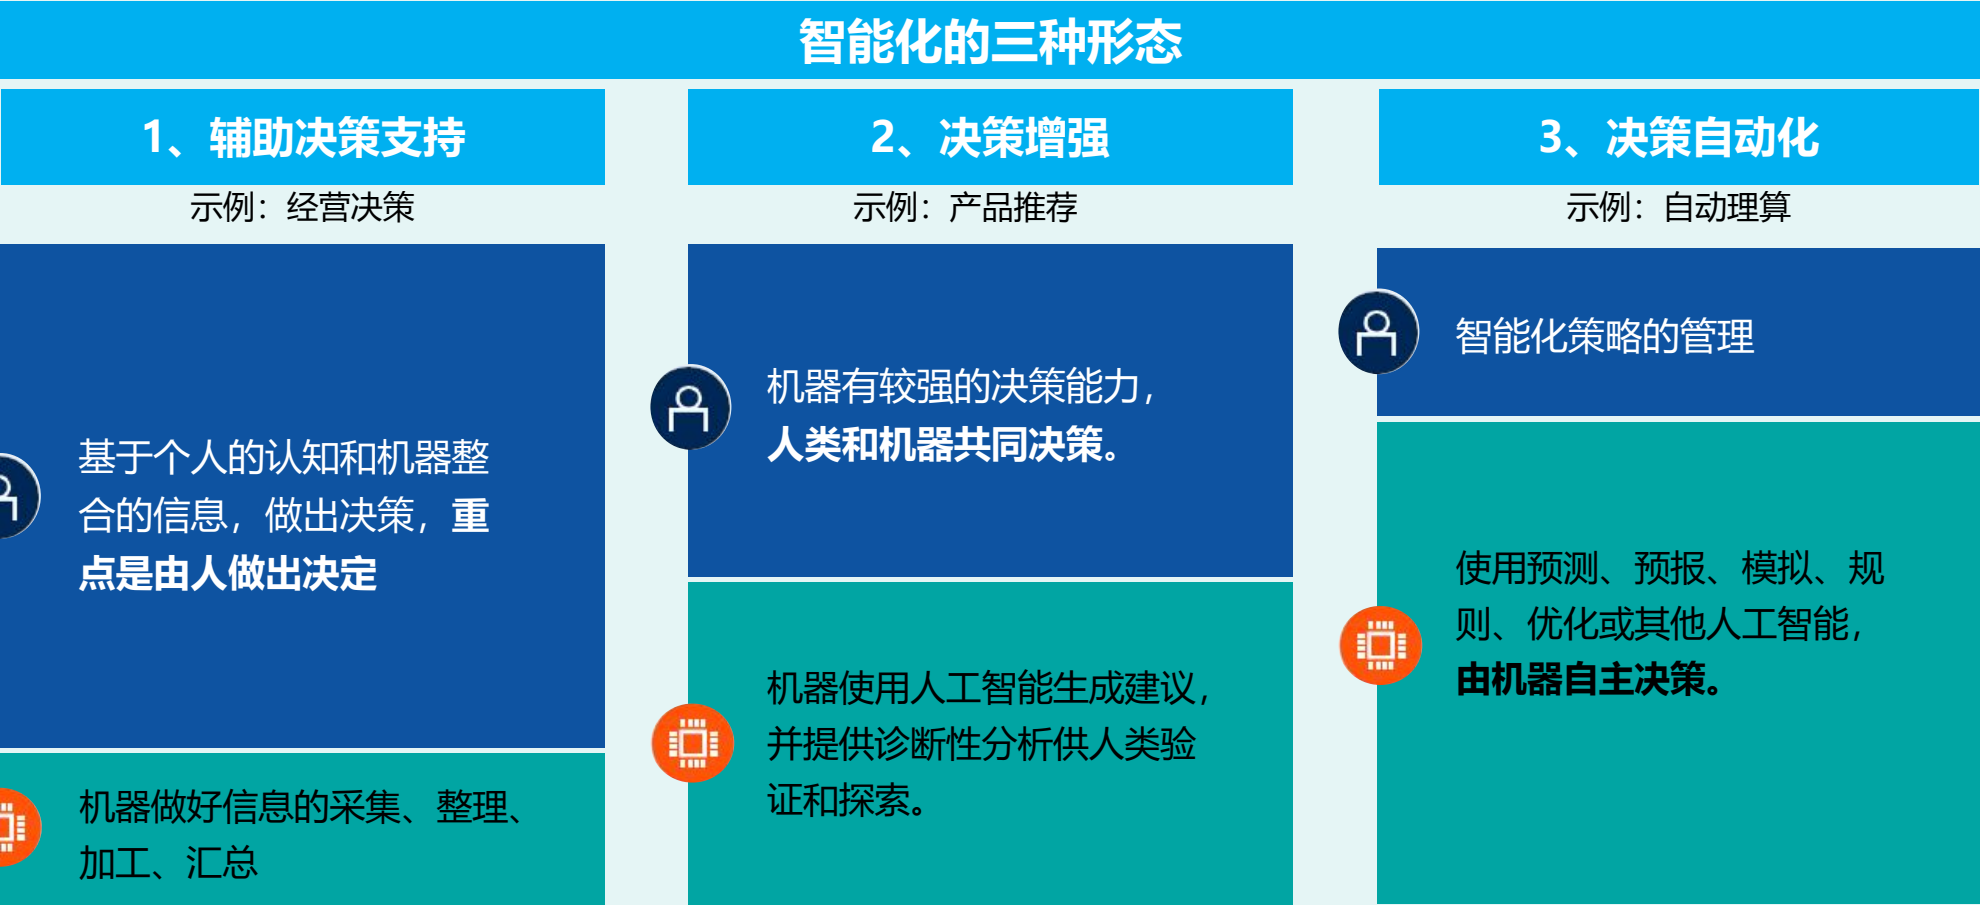 智能化的三种形态
1、辅助决策支持
示例：经营决策
基于个人的认知和机器整
合的信息，做出决策，重
点是由人做出决定
机器做好信息的采集、整理、
加工、汇总
2、决策增强
示例：产品推荐
机器有较强的决策能力，
人类和机器共同决策。
机器使用人工智能生成建议，
并提供诊断性分析供人类验
证和探索。
3、决策自动化
示例：自动理算
智能化策略的管理
使用预测、预报、模拟、规
则、优化或其他人工智能，
由机器自主决策。